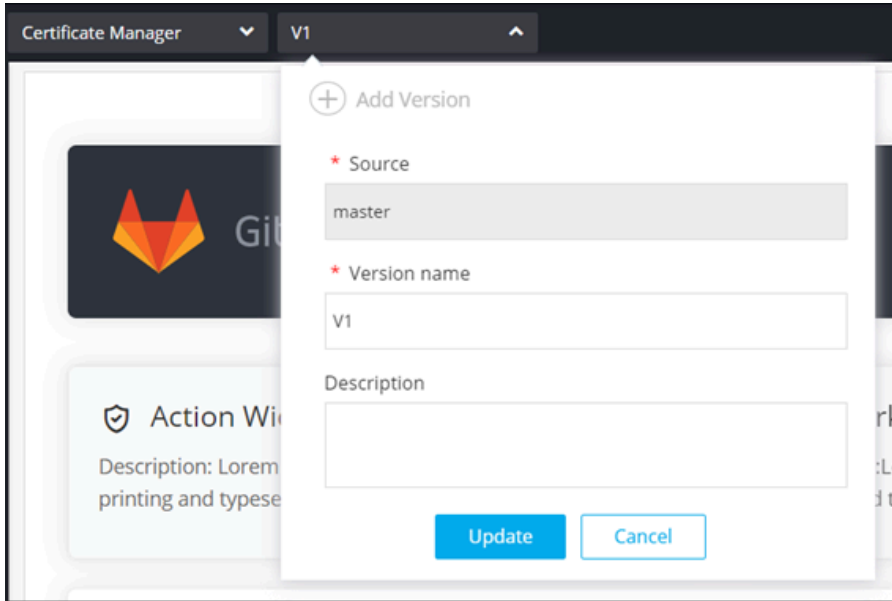 Certificate Manager
V1
Add Version
* Source
master
* Version name
V1
Description
Update
Cancel
Git
Action Wi
Description: Lorem
printing and typese